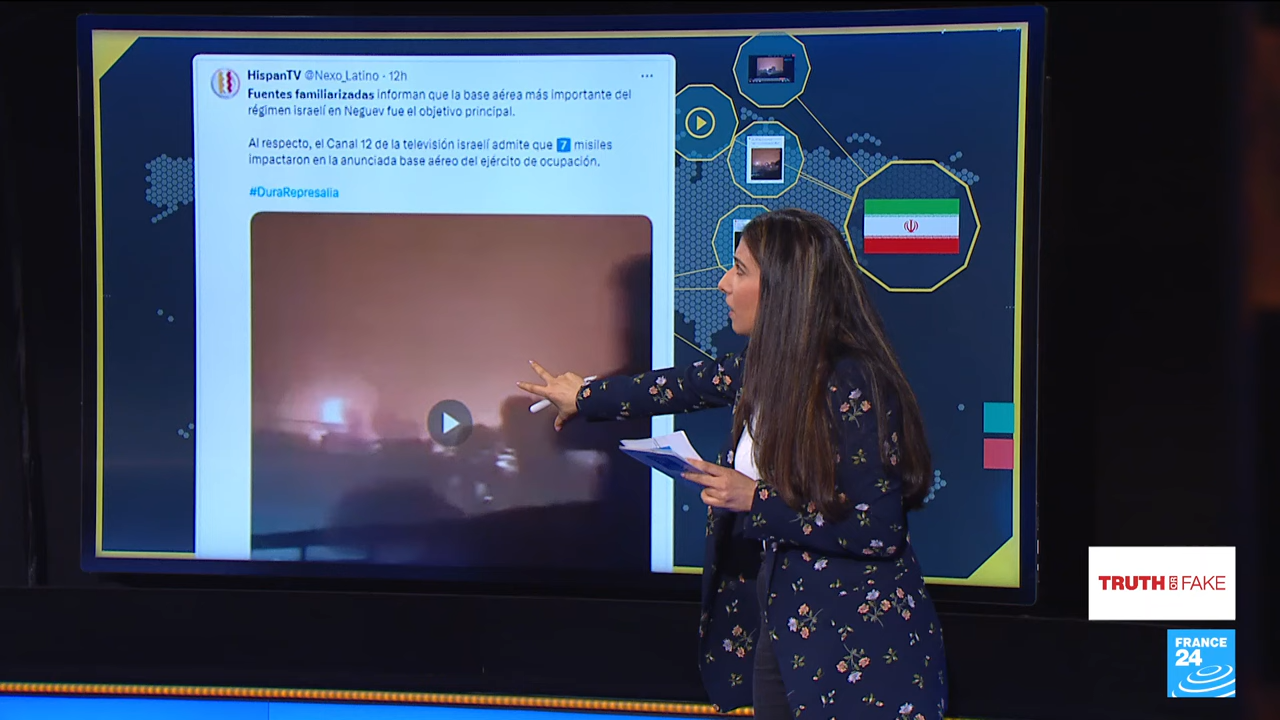 HispanTV @Nexo_Latino · 12h
Fuentes familiarizadas informan que la base aérea más importante del
régimen israelí en Neguev fue el objetivo principal.
Al respecto, el Canal 12 de la televisión israelí admite que 7 misiles
impactaron en la anunciada base aéreo del ejército de ocupación.
#DuraRepresalia
TRUTH OR FAKE
FRANCE
24